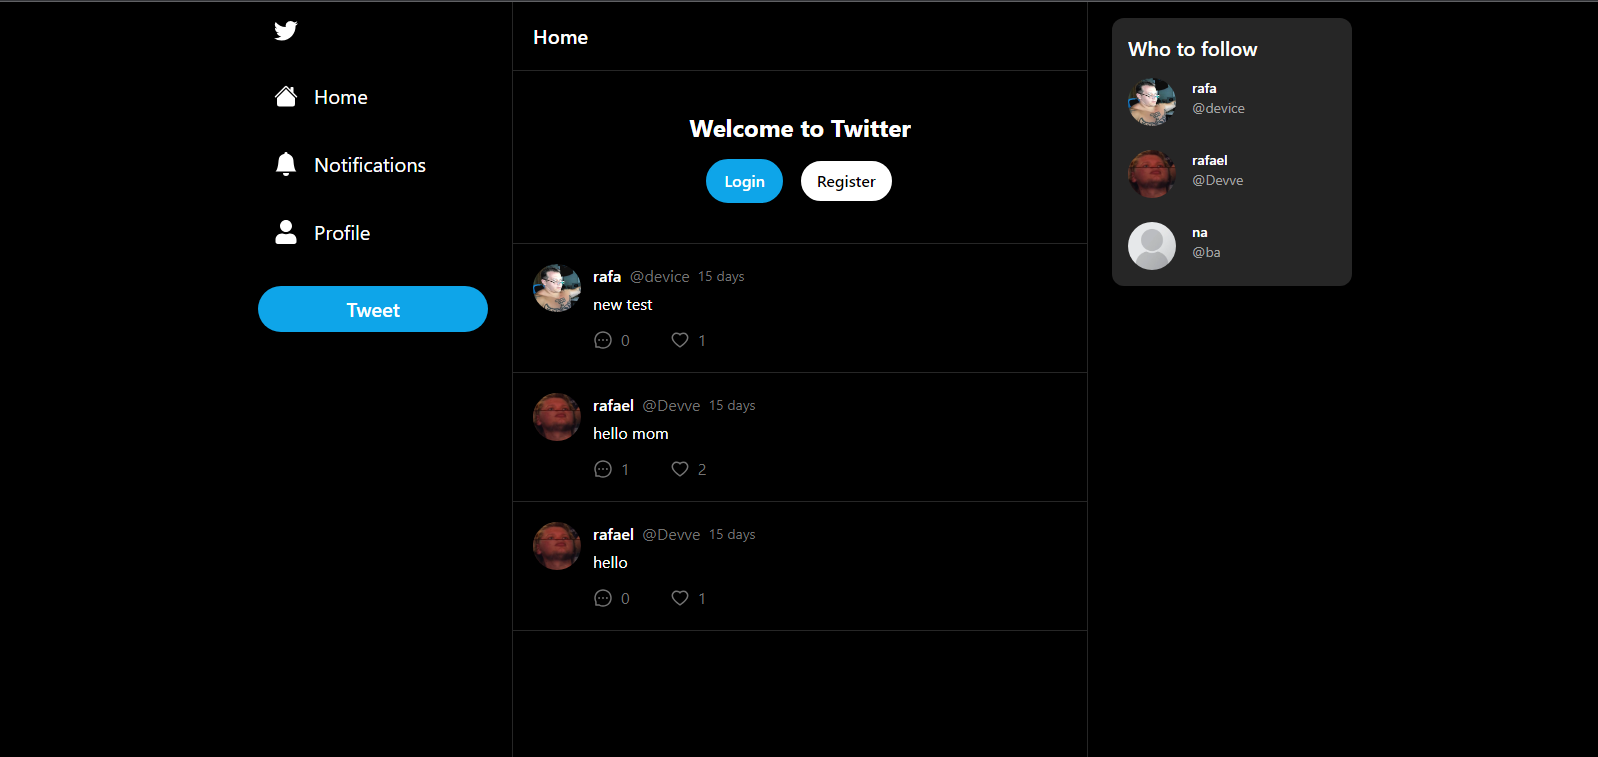 Home
Notifications
Profile
Tweet
Home
Welcome to Twitter
Login Register
rafa @device 15 days
new test
0 1
rafael @Devve 15 days
hello mom
1 2
rafael @Devve 15 days
hello
0 1
Who to follow
rafa
@device
rafael
@Devve
na
@ba